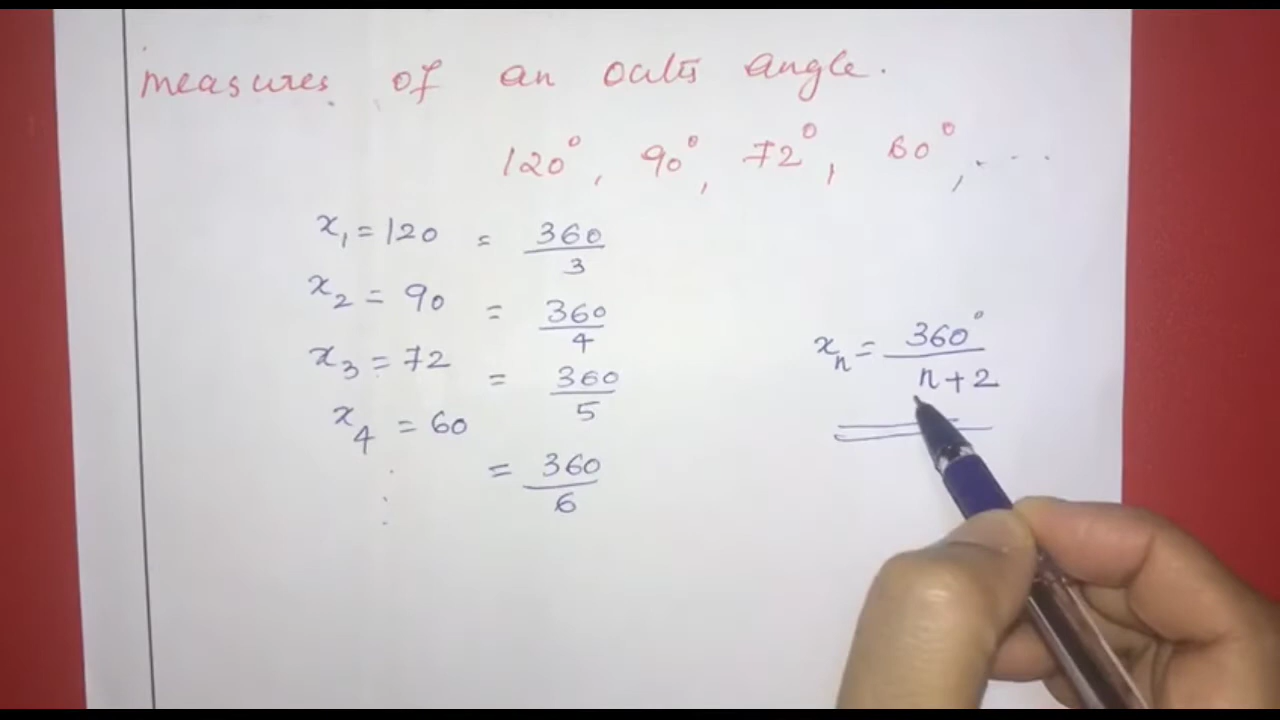 measures of an outer angle.
120°, 90°, 72°, 60°, ...
x₁ = 120 = 360/3
x₂ = 90 = 360/4
x₃ = 72 = 360/5
x₄ = 60 = 360/6
xₙ = 360°/n+2